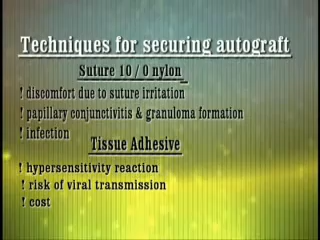 Techniques for securing autograft
Suture 10 / 0 nylon
! discomfort due to suture irritation
! papillary conjunctivitis & granuloma formation
! infection
Tissue Adhesive
! hypersensitivity reaction
! risk of viral transmission
! cost